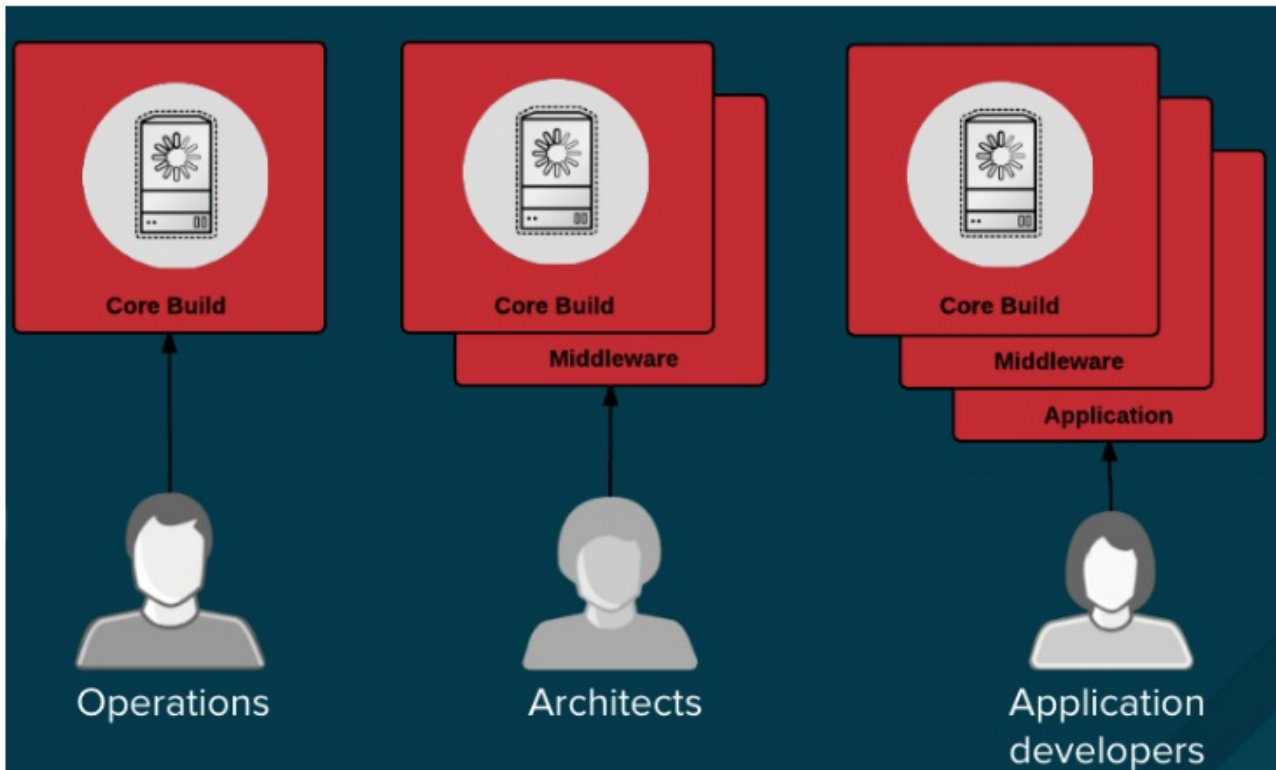 Core Build
Core Build
Middleware
Core Build
Middleware
Application
Operations
Architects
Application
developers